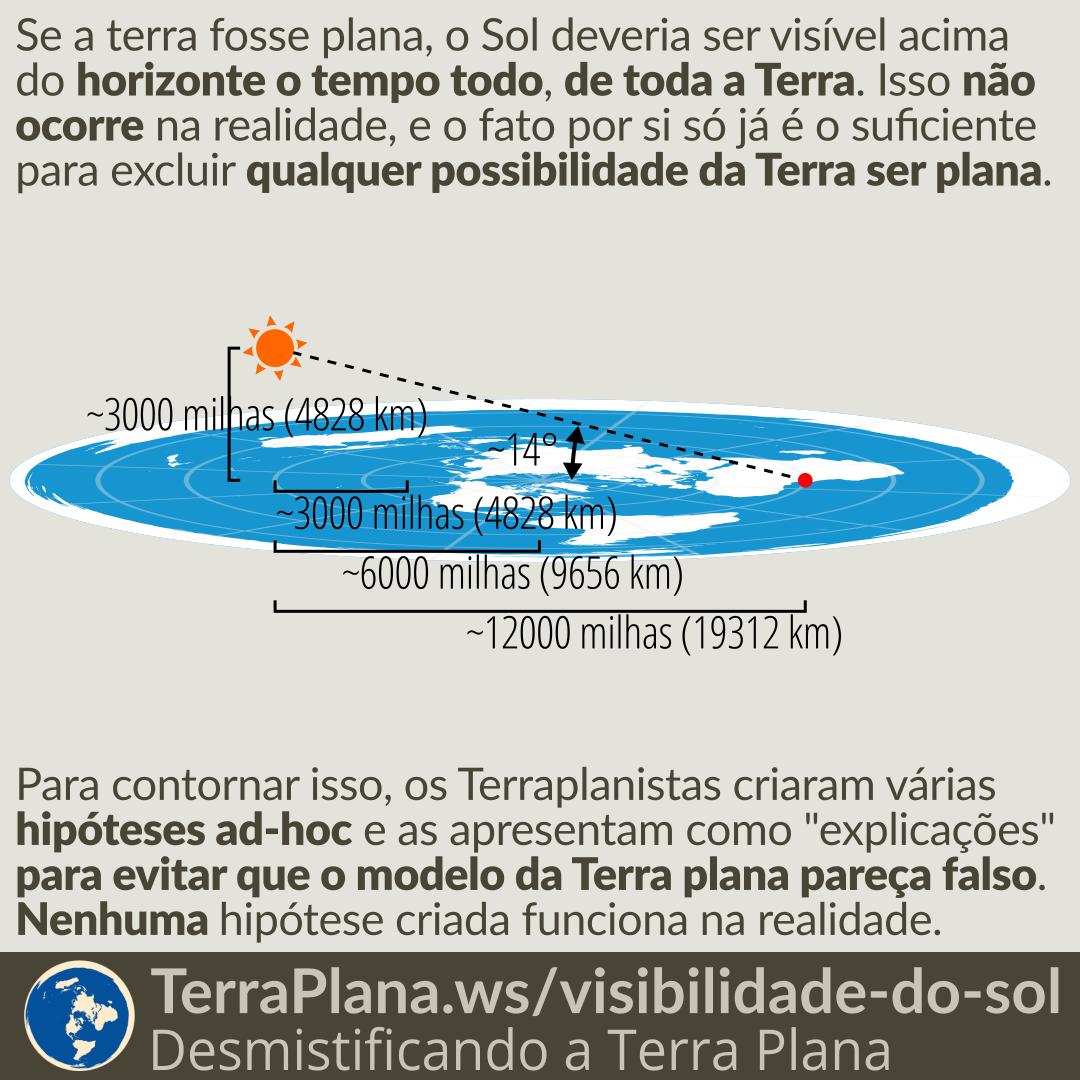 Se a terra fosse plana, o Sol deveria ser visível acima
do horizonte o tempo todo, de toda a Terra. Isso não
ocorre na realidade, e o fato por si só já é o suficiente
para excluir qualquer possibilidade da Terra ser plana.
~3000 milhas (4828 km)
~14°
~3000 milhas (4828 km)
~6000 milhas (9656 km)
~12000 milhas (19312 km)
Para contornar isso, os Terraplanistas criaram várias
hipóteses ad-hoc e as apresentam como "explicações"
para evitar que o modelo da Terra plana pareça falso.
Nenhuma hipótese criada funciona na realidade.
TerraPlana.ws/visibilidade-do-sol
Desmistificando a Terra Plana